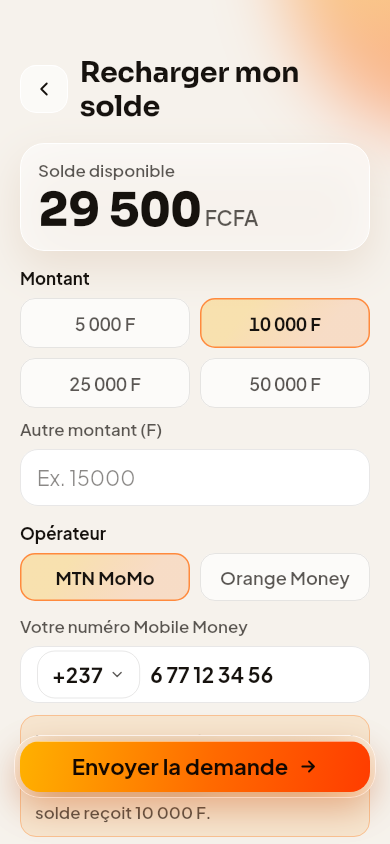 Recharger mon
solde
Solde disponible
29 500 FCFA
Montant
5 000 F
10 000 F
25 000 F
50 000 F
Autre montant (F)
Ex. 15000
Opérateur
MTN MoMo
Orange Money
Votre numéro Mobile Money
+237 6 77 12 34 56
Envoyer la demande →
solde reçoit 10 000 F.